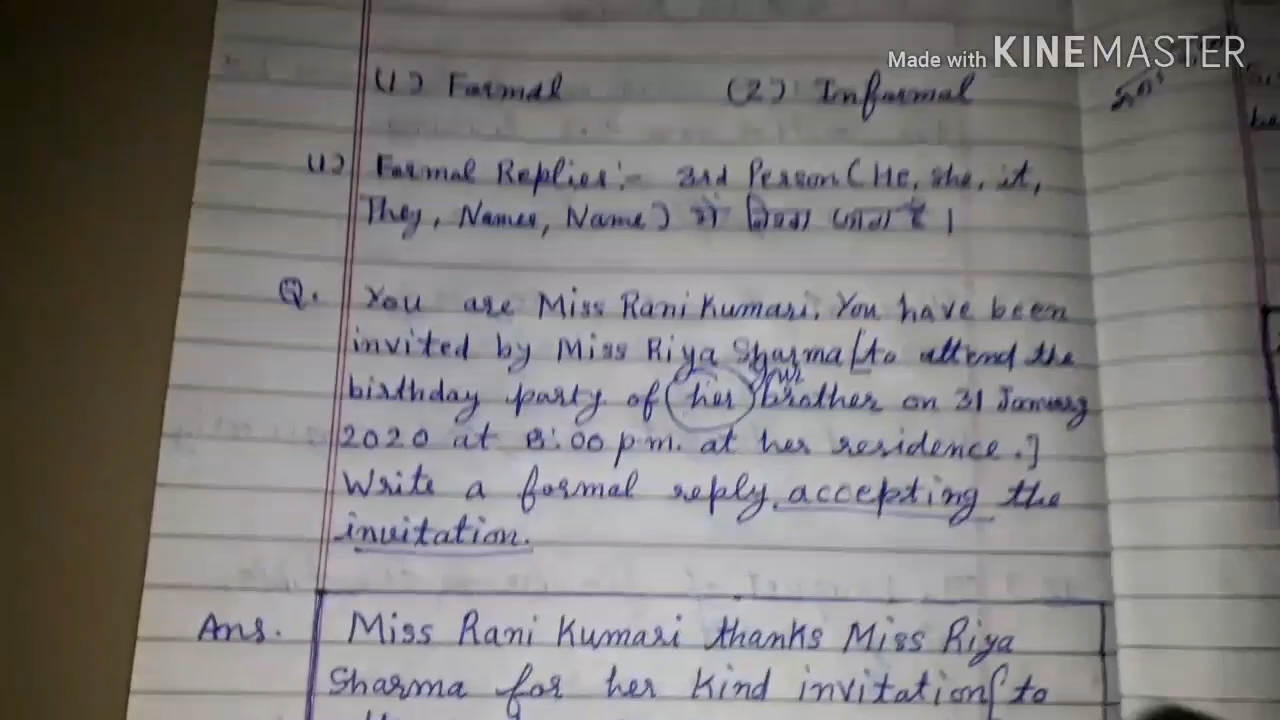 Made with KINEMASTER
(1) Formal (2) Informal
(1) Formal Replies:- 3rd Person (He, she, it,
They, Names, Name) में लिखा जाता है।
Q. You are Miss Rani Kumari. You have been
invited by Miss Riya Sharma [to attend the
birthday party of (her) brother on 31 January
2020 at 8:00 p.m. at her residence.]
Write a formal reply, accepting the
invitation.
Ans. Miss Rani Kumari thanks Miss Riya
Sharma for her kind invitation [to